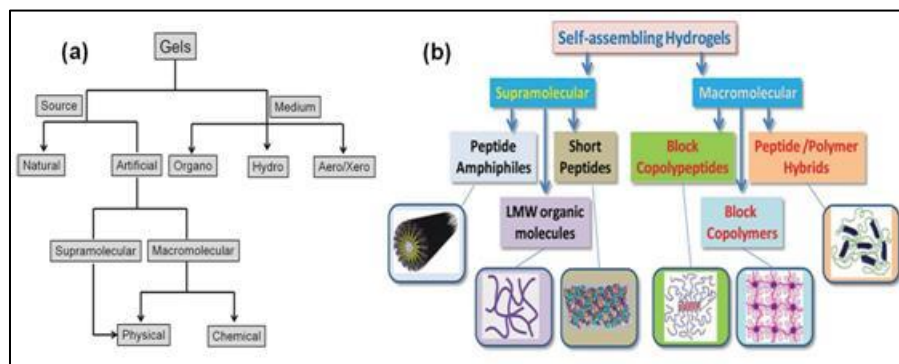 (a)
Gels
Source
Medium
Natural
Artificial
Organo
Hydro
Aero/Xero
Supramolecular
Macromolecular
Physical
Chemical
(b)
Self-assembling Hydrogels
Supramolecular
Macromolecular
Peptide
Amphiphiles
Short
Peptides
Block
Copolypeptides
Peptide /Polymer
Hybrids
LMW organic
molecules
Block
Copolymers